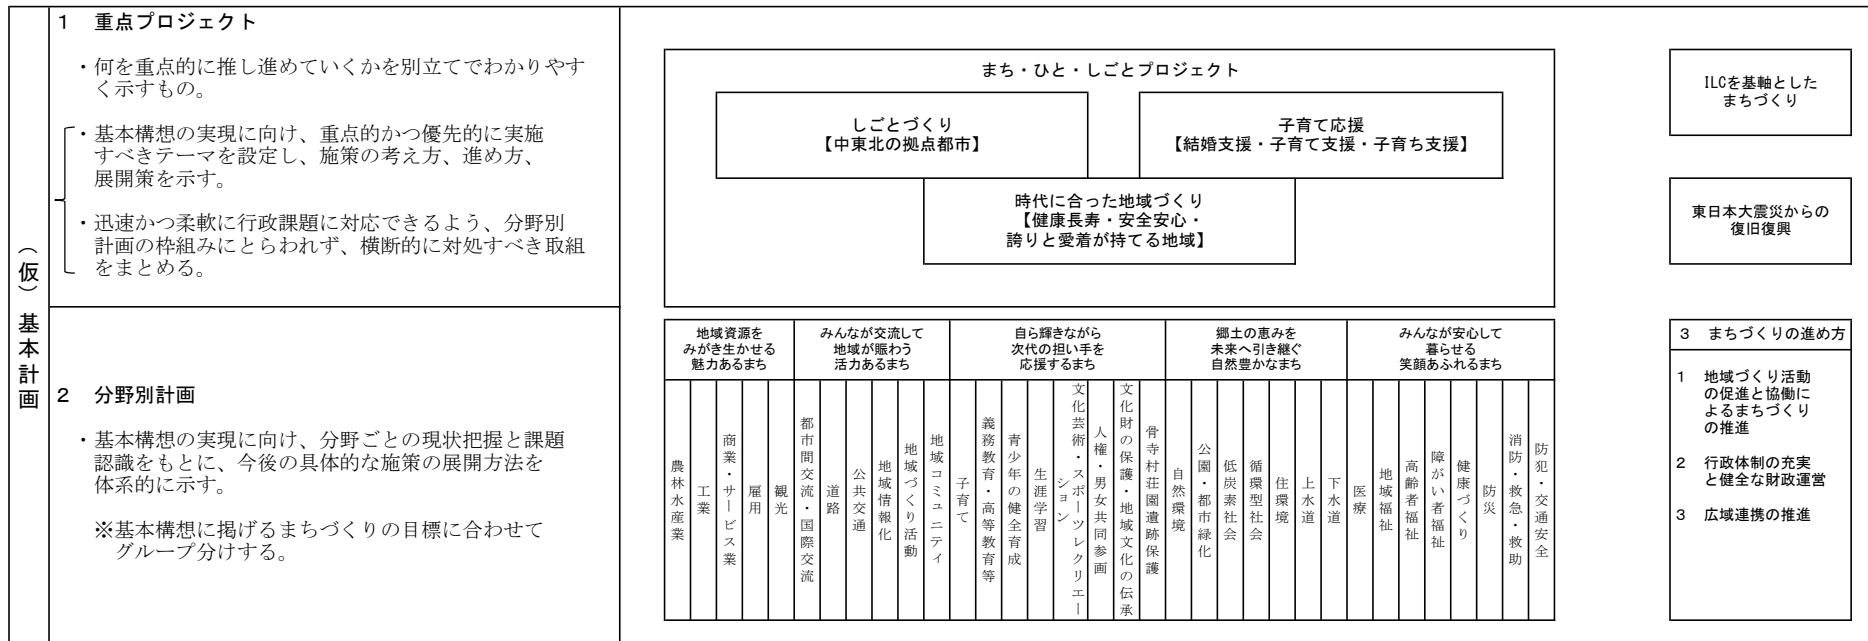 （仮）基本計画
1 重点プロジェクト
・何を重点的に推し進めていくかを別立てでわかりやす
く示すもの。
・基本構想の実現に向け、重点的かつ優先的に実施
すべきテーマを設定し、施策の考え方、進め方、
展開策を示す。
・迅速かつ柔軟に行政課題に対応できるよう、分野別
計画の枠組みにとらわれず、横断的に対処すべき取組
をまとめる。
まち・ひと・しごとプロジェクト
しごとづくり
【中東北の拠点都市】
子育て応援
【結婚支援・子育て支援・子育ち支援】
時代に合った地域づくり
【健康長寿・安全安心・
誇りと愛着が持てる地域】
ILCを基軸とした
まちづくり
東日本大震災からの
復旧復興
2 分野別計画
・基本構想の実現に向け、分野ごとの現状把握と課題
認識をもとに、今後の具体的な施策の展開方法を
体系的に示す。
※基本構想に掲げるまちづくりの目標に合わせて
グループ分けする。
地域資源を
みがき生かせる
魅力あるまち
農林水産業
工業
商業・サービス業
雇用
観光
みんなが交流して
地域が賑わう
活力あるまち
都市間交流・国際交流
道路
公共交通
地域情報化
地域づくり活動
地域コミュニテイ
自ら輝きながら
次代の担い手を
応援するまち
子育て
義務教育・高等教育等
青少年の健全育成
生涯学習
文化芸術・スポーツレクリエー
ション
人権・男女共同参画
文化財の保護・地域文化の伝承
骨寺村荘園遺跡保護
郷土の恵みを
未来へ引き継ぐ
自然豊かなまち
自然環境
公園・都市緑化
低炭素社会
循環型社会
住環境
上水道
下水道
みんなが安心して
暮らせる
笑顔あふれるまち
医療
地域福祉
高齢者福祉
障がい者福祉
健康づくり
防災
消防・救急・救助
防犯・交通安全
3 まちづくりの進め方
1 地域づくり活動
の促進と協働に
よるまちづくり
の推進
2 行政体制の充実
と健全な財政運営
3 広域連携の推進